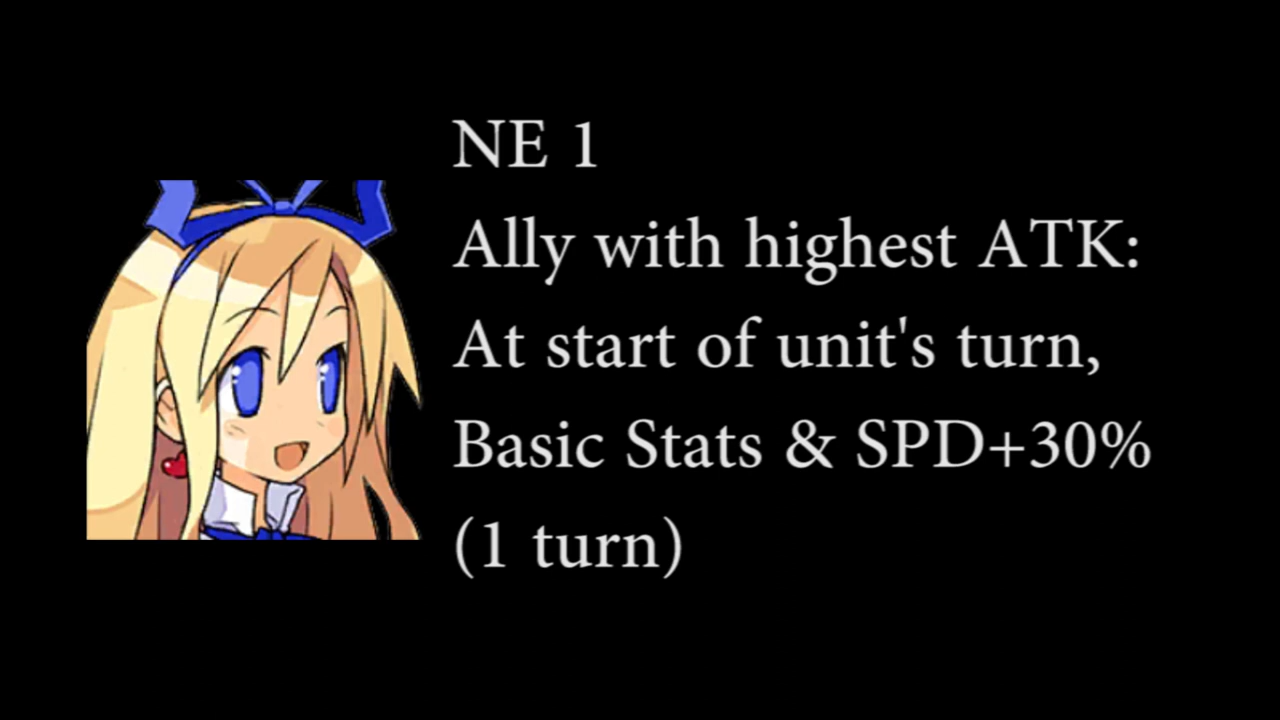 NE 1
Ally with highest ATK:
At start of unit's turn,
Basic Stats & SPD+30%
(1 turn)